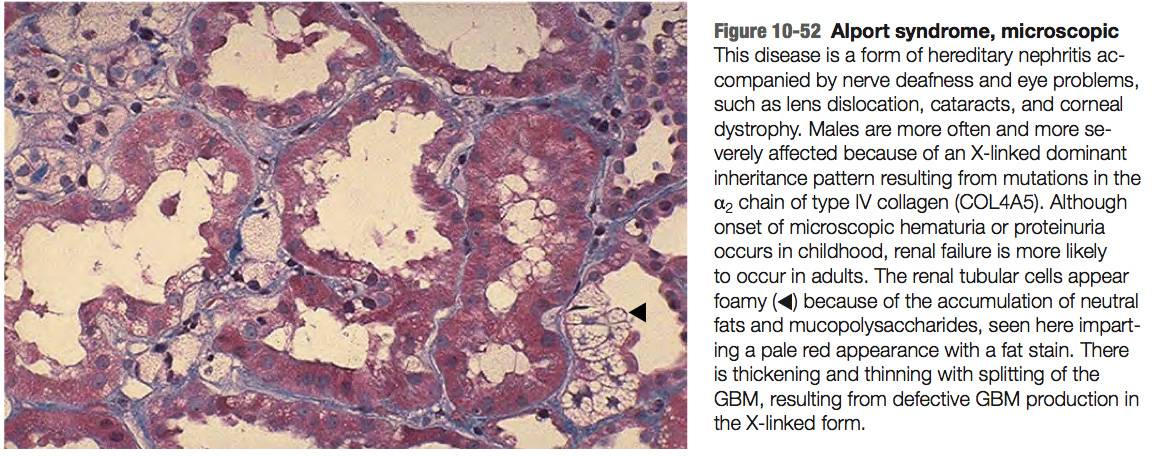 Figure 10-52 Alport syndrome, microscopic
This disease is a form of hereditary nephritis ac-
companied by nerve deafness and eye problems,
such as lens dislocation, cataracts, and corneal
dystrophy. Males are more often and more se-
verely affected because of an X-linked dominant
inheritance pattern resulting from mutations in the
α₂ chain of type IV collagen (COL4A5). Although
onset of microscopic hematuria or proteinuria
occurs in childhood, renal failure is more likely
to occur in adults. The renal tubular cells appear
foamy (◀) because of the accumulation of neutral
fats and mucopolysaccharides, seen here impart-
ing a pale red appearance with a fat stain. There
is thickening and thinning with splitting of the
GBM, resulting from defective GBM production in
the X-linked form.